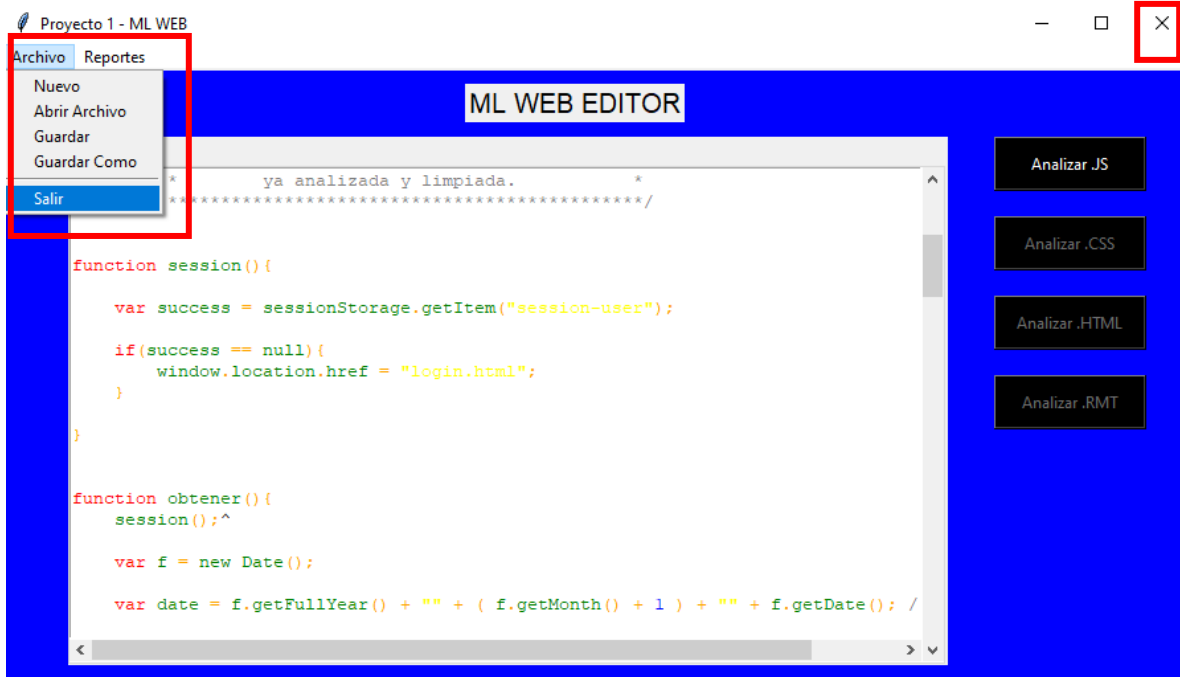 Proyecto 1 - ML WEB
Archivo Reportes
Nuevo
Abrir Archivo
Guardar
Guardar Como
Salir
ML WEB EDITOR
Analizar .JS
Analizar .CSS
Analizar .HTML
Analizar .RMT
* ya analizada y limpiada. *
******************************************/
function session(){
var success = sessionStorage.getItem("session-user");
if(success == null){
window.location.href = "login.html";
}
}
function obtener(){
session();^
var f = new Date();
var date = f.getFullYear() + "" + ( f.getMonth() + 1 ) + "" + f.getDate(); /